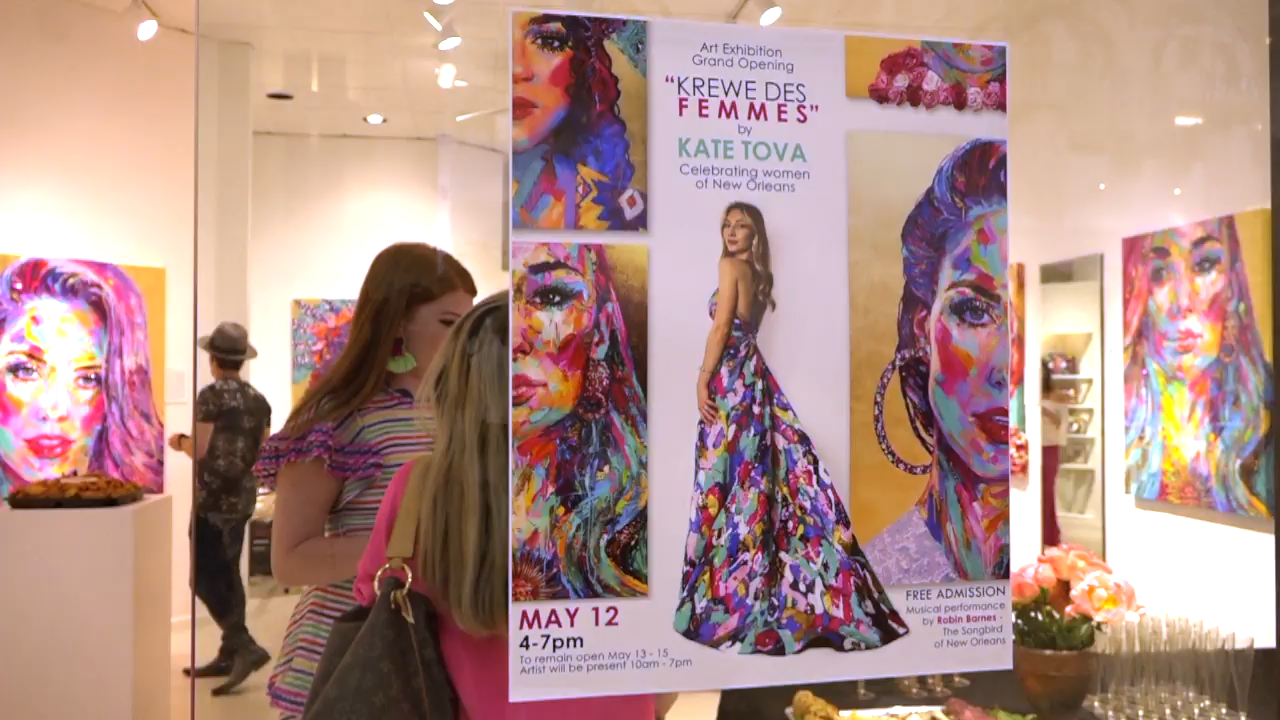 Art Exhibition
Grand Opening
“KREWE DES
FEMMES”
by
KATE TOVA
Celebrating women
of New Orleans
MAY 12
4-7pm
To remain open May 13 - 15
Artist will be present 10am - 7pm
FREE ADMISSION
Musical performance
by Robin Barnes -
The Songbird
of New Orleans